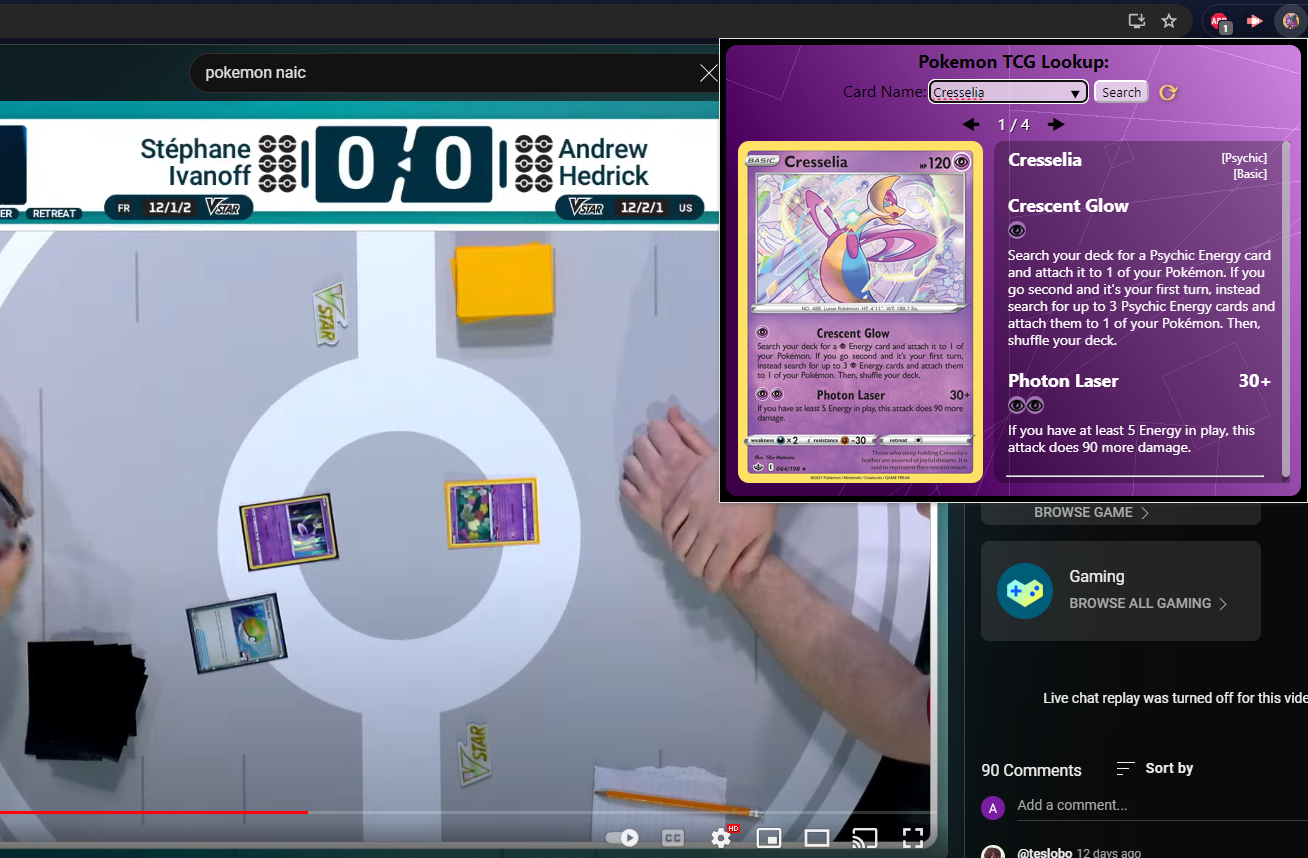 pokemon naic
Stéphane
Ivanoff
0 0
Andrew
Hedrick
ER RETREAT
FR 12/1/2 VSTAR
VSTAR 12/2/1 US
VSTAR
VSTAR
HD
CC
1
Pokemon TCG Lookup:
Card Name: Cresselia Search
1 / 4
BASIC Cresselia HP 120
NO. 488 Lunar Pokémon HT: 4'11" WT: 188.7 lbs.
Crescent Glow
Search your deck for a Energy card and attach it to 1 of
your Pokémon. If you go second and it's your first turn,
instead search for up to 3 Energy cards and attach them
to 1 of your Pokémon. Then, shuffle your deck.
Photon Laser 30+
If you have at least 5 Energy in play, this attack does 90 more
damage.
weakness ×2 resistance -30 retreat
Illus. Tika Matsuno
Those who sleep holding Cresselia's
feather are assured of joyful dreams. It is
said to represent the crescent moon.
064/198
©2021 Pokémon / Nintendo / Creatures / GAME FREAK
Cresselia [Psychic]
[Basic]
Crescent Glow
Search your deck for a Psychic Energy card
and attach it to 1 of your Pokémon. If you
go second and it's your first turn, instead
search for up to 3 Psychic Energy cards and
attach them to 1 of your Pokémon. Then,
shuffle your deck.
Photon Laser 30+
If you have at least 5 Energy in play, this
attack does 90 more damage.
BROWSE GAME
Gaming
BROWSE ALL GAMING
Live chat replay was turned off for this vide
90 Comments Sort by
A Add a comment...
@teslobo 12 days ago